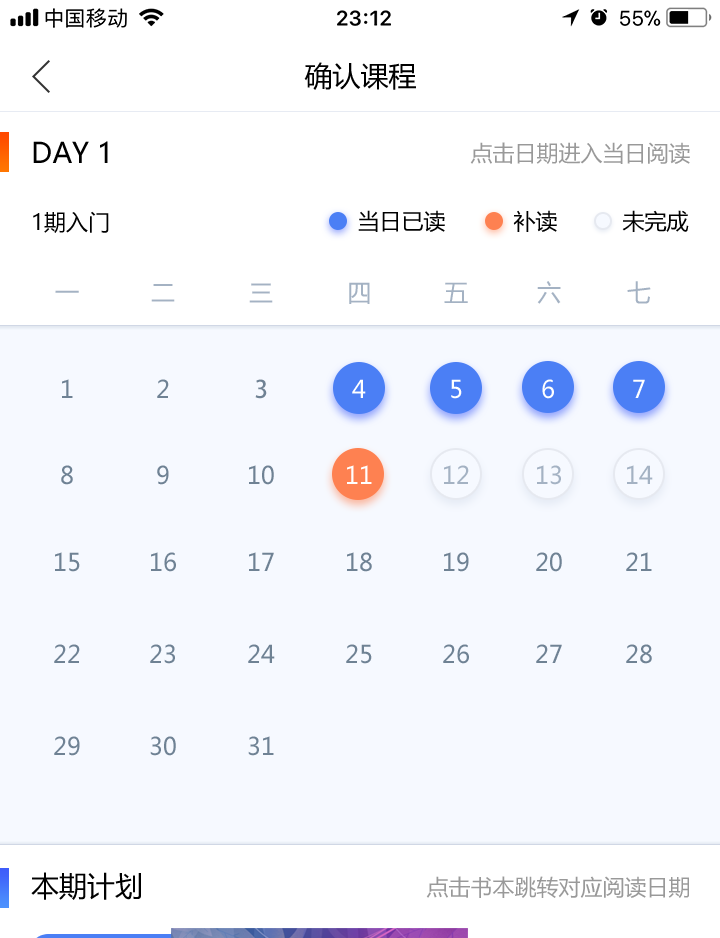 中国移动 23:12 55%
确认课程
DAY 1 点击日期进入当日阅读
1期入门 当日已读 补读 未完成
一 二 三 四 五 六 七
1 2 3 4 5 6 7
8 9 10 11 12 13 14
15 16 17 18 19 20 21
22 23 24 25 26 27 28
29 30 31
本期计划 点击书本跳转对应阅读日期